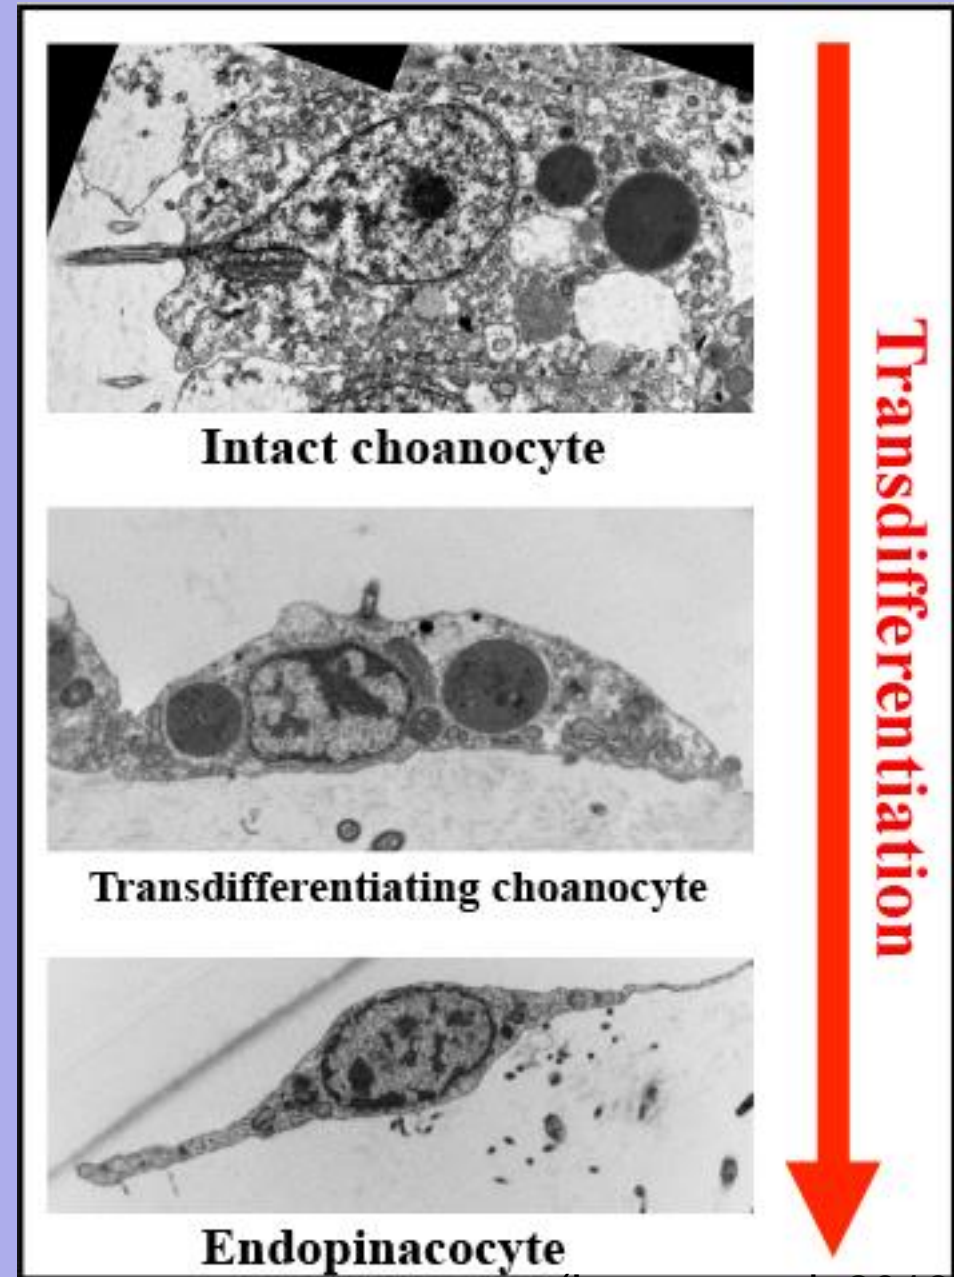 Intact choanocyte
Transdifferentiating choanocyte
Endopinacocyte
Transdifferentiation